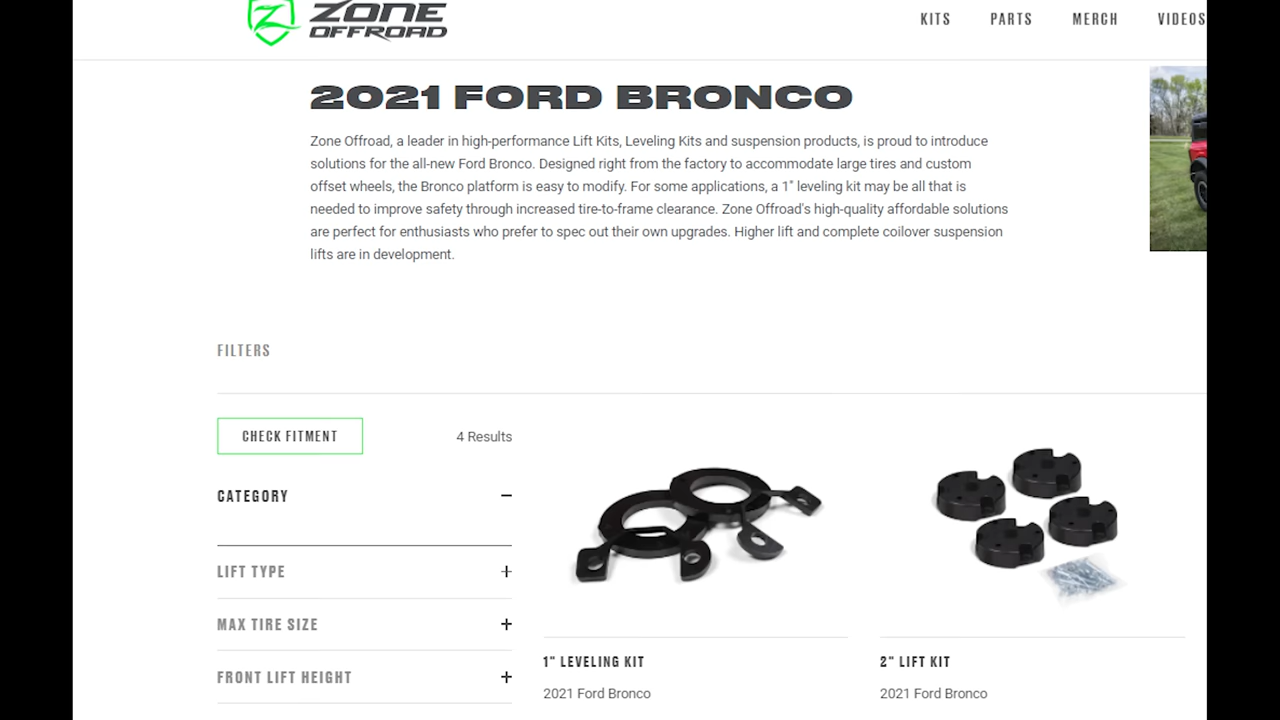 ZONE
OFFROAD
KITS PARTS MERCH VIDEOS
2021 FORD BRONCO
Zone Offroad, a leader in high-performance Lift Kits, Leveling Kits and suspension products, is proud to introduce
solutions for the all-new Ford Bronco. Designed right from the factory to accommodate large tires and custom
offset wheels, the Bronco platform is easy to modify. For some applications, a 1" leveling kit may be all that is
needed to improve safety through increased tire-to-frame clearance. Zone Offroad's high-quality affordable solutions
are perfect for enthusiasts who prefer to spec out their own upgrades. Higher lift and complete coilover suspension
lifts are in development.
FILTERS
CHECK FITMENT
4 Results
CATEGORY
LIFT TYPE
MAX TIRE SIZE
FRONT LIFT HEIGHT
1" LEVELING KIT
2021 Ford Bronco
2" LIFT KIT
2021 Ford Bronco